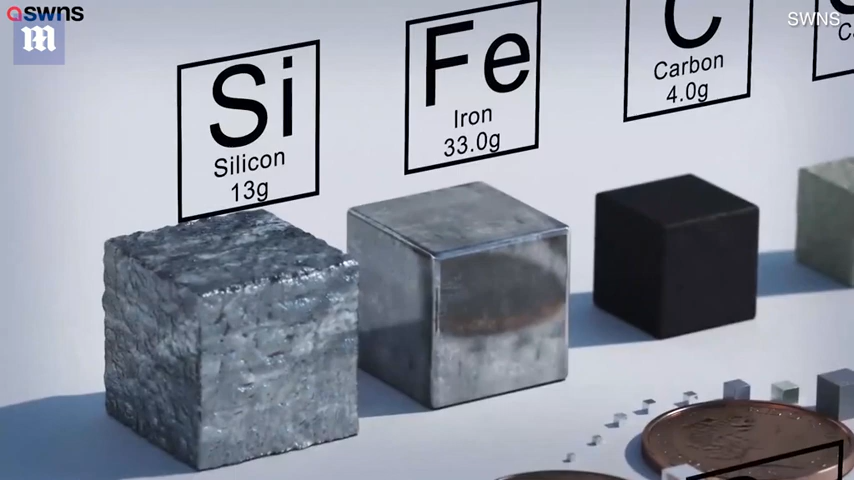 swns
m
SWNS
Si
Silicon
13g
Fe
Iron
33.0g
C
Carbon
4.0g